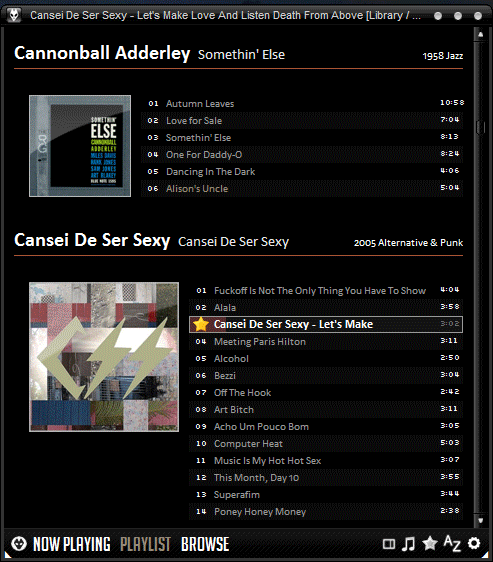 Cansei De Ser Sexy - Let's Make Love And Listen Death From Above [Library / ...
Cannonball Adderley Somethin' Else 1958 Jazz
SOMETHIN'
ELSE
CANNONBALL
ADDERLEY
MILES DAVIS
HANK JONES
SAM JONES
ART BLAKEY
BLUE NOTE 1595
01 Autumn Leaves 10:58
02 Love for Sale 7:04
03 Somethin' Else 8:13
04 One For Daddy-O 8:24
05 Dancing In The Dark 4:06
06 Alison's Uncle 5:04
Cansei De Ser Sexy Cansei De Ser Sexy 2005 Alternative & Punk
CSS
01 Fuckoff Is Not The Only Thing You Have To Show 4:04
02 Alala 3:58
Cansei De Ser Sexy - Let's Make 3:02
04 Meeting Paris Hilton 3:11
05 Alcohol 2:50
06 Bezzi 3:04
07 Off The Hook 2:42
08 Art Bitch 3:11
09 Acho Um Pouco Bom 3:05
10 Computer Heat 5:03
11 Music Is My Hot Hot Sex 3:07
12 This Month, Day 10 3:55
13 Superafim 3:44
14 Poney Honey Money 2:38
NOW PLAYING PLAYLIST BROWSE AZ